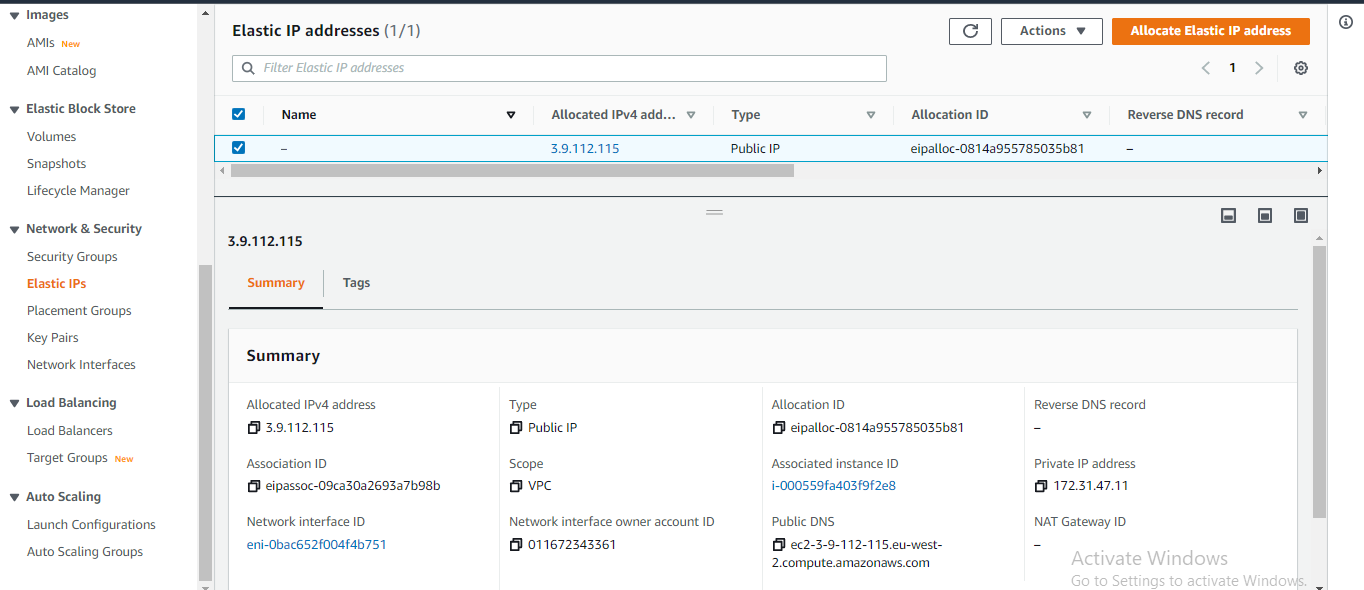 Images
AMIs New
AMI Catalog
Elastic Block Store
Volumes
Snapshots
Lifecycle Manager
Network & Security
Security Groups
Elastic IPs
Placement Groups
Key Pairs
Network Interfaces
Load Balancing
Load Balancers
Target Groups New
Auto Scaling
Launch Configurations
Auto Scaling Groups
Elastic IP addresses (1/1)
Actions
Allocate Elastic IP address
Filter Elastic IP addresses
1
Name Allocated IPv4 add... Type Allocation ID Reverse DNS record
– 3.9.112.115 Public IP eipalloc-0814a955785035b81 –
3.9.112.115
Summary Tags
Summary
Allocated IPv4 address
3.9.112.115
Type
Public IP
Allocation ID
eipalloc-0814a955785035b81
Reverse DNS record
–
Association ID
eipassoc-09ca30a2693a7b98b
Scope
VPC
Associated instance ID
i-000559fa403f9f2e8
Private IP address
172.31.47.11
Network interface ID
eni-0bac652f004f4b751
Network interface owner account ID
011672343361
Public DNS
ec2-3-9-112-115.eu-west-
2.compute.amazonaws.com
NAT Gateway ID
–
Activate Windows
Go to Settings to activate Windows.